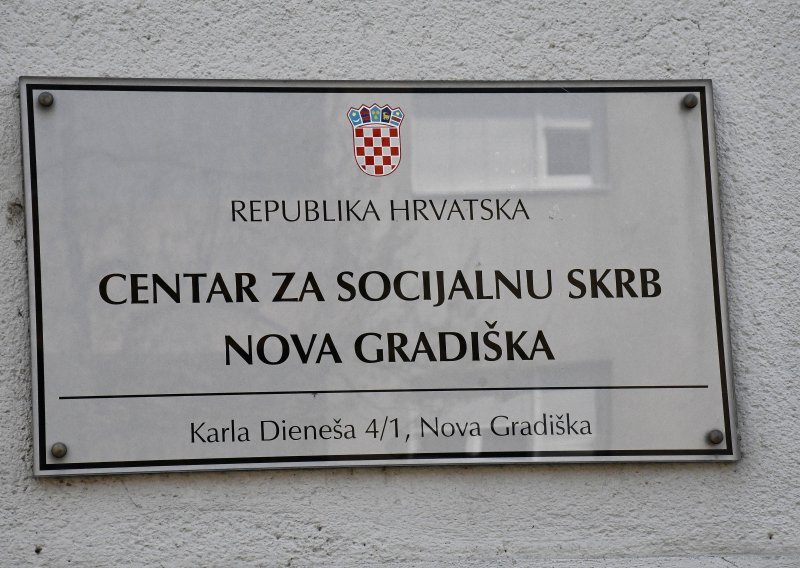 REPUBLIKA HRVATSKA
CENTAR ZA SOCIJALNU SKRB
NOVA GRADIŠKA
Karla Dieneša 4/1, Nova Gradiška